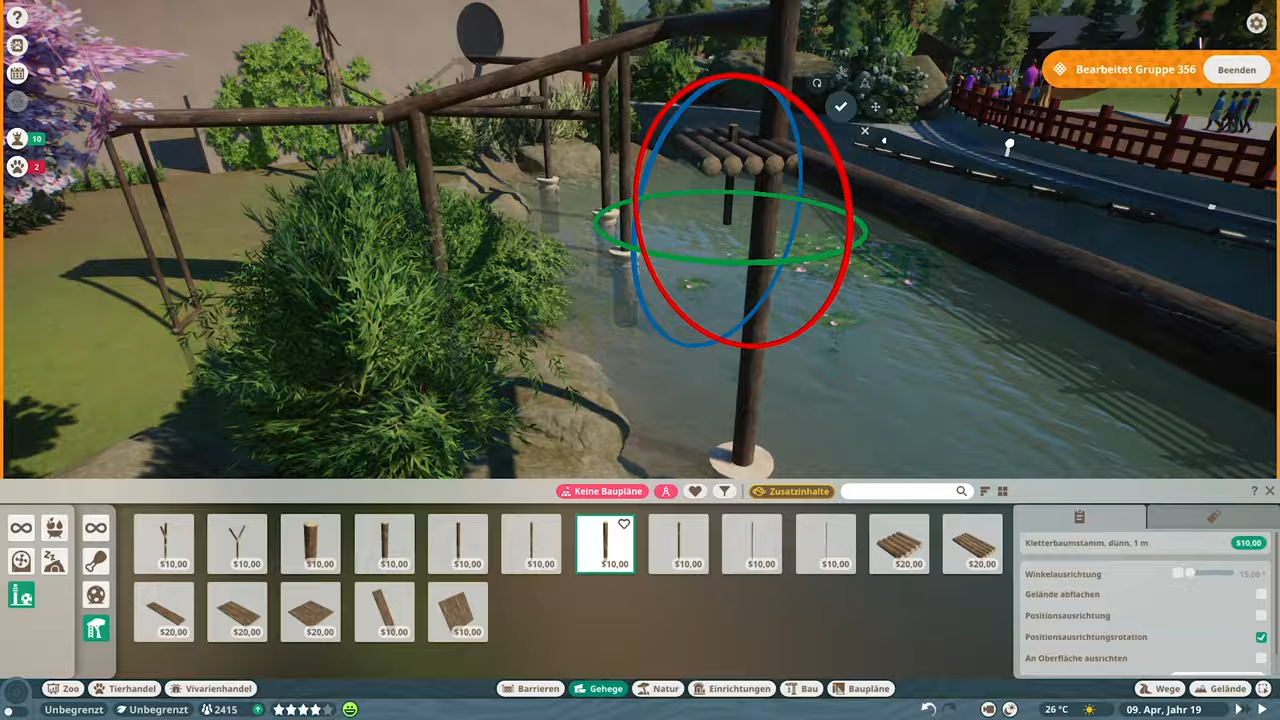 ?
Bearbeitet Gruppe 356
Beenden
10
2
Keine Baupläne
Zusatzinhalte
?
$10,00
$10,00
$10,00
$10,00
$10,00
$10,00
$10,00
$10,00
$10,00
$10,00
$20,00
$20,00
$20,00
$20,00
$20,00
$10,00
$10,00
Kletterbaumstamm, dünn, 1 m
$10,00
Winkelausrichtung
15,00°
Gelände abflachen
Positionsausrichtung
Positionsausrichtungsrotation
An Oberfläche ausrichten
Zoo
Tierhandel
Vivarienhandel
Barrieren
Gehege
Natur
Einrichtungen
Bau
Baupläne
Wege
Gelände
Unbegrenzt
Unbegrenzt
2415
26 °C
09. Apr, Jahr 19